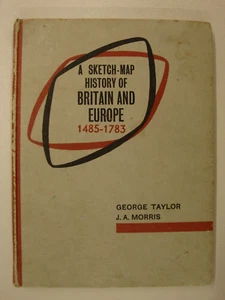 A SKETCH-MAP
HISTORY OF
BRITAIN AND
EUROPE
1485-1783
GEORGE TAYLOR
J.A. MORRIS